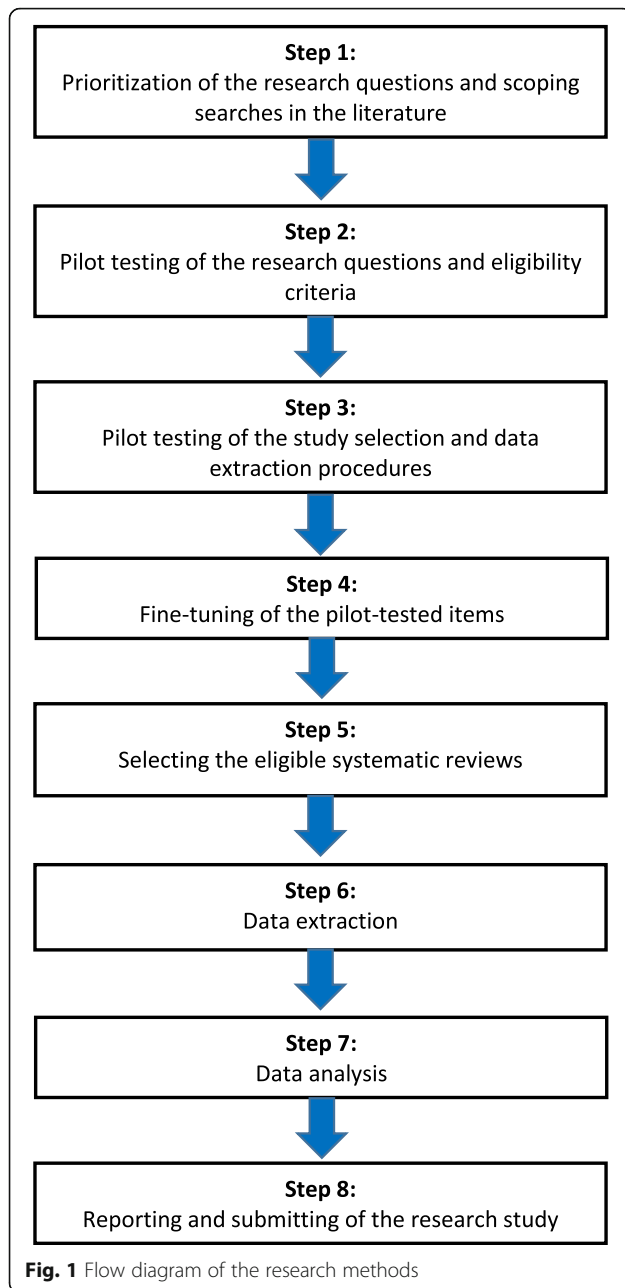 Step 1:
Prioritization of the research questions and scoping
searches in the literature
Step 2:
Pilot testing of the research questions and eligibility
criteria
Step 3:
Pilot testing of the study selection and data
extraction procedures
Step 4:
Fine-tuning of the pilot-tested items
Step 5:
Selecting the eligible systematic reviews
Step 6:
Data extraction
Step 7:
Data analysis
Step 8:
Reporting and submitting of the research study
Fig. 1 Flow diagram of the research methods